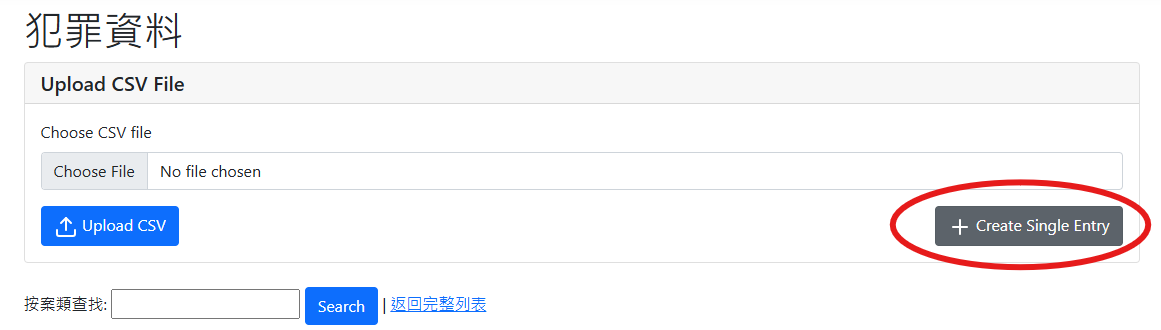 犯罪資料
Upload CSV File
Choose CSV file
Choose File No file chosen
Upload CSV
Create Single Entry
按案類查找: Search | 返回完整列表